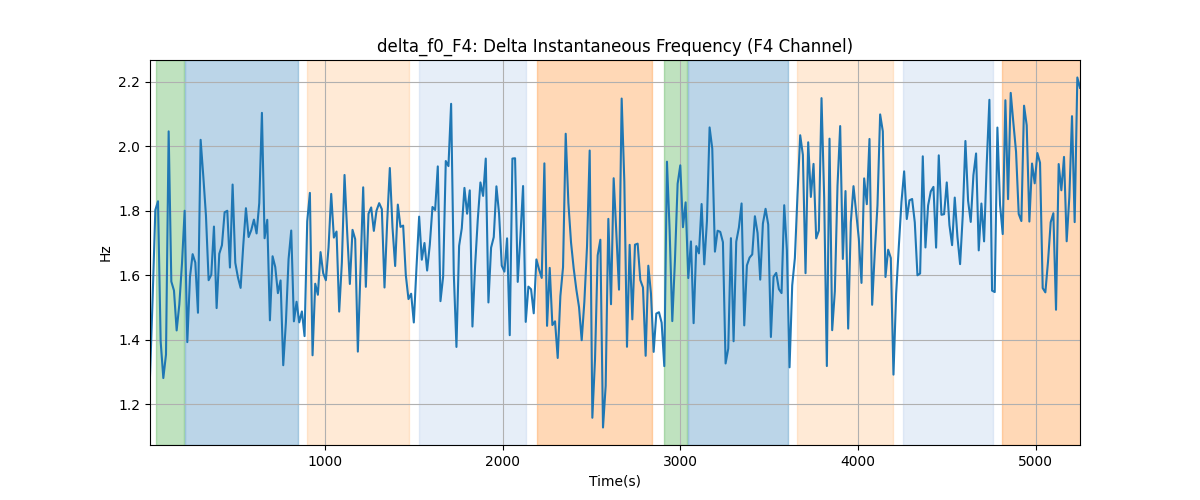 delta_f0_F4: Delta Instantaneous Frequency (F4 Channel)
2.2
2.0
1.8
1.6
1.4
1.2
Hz
1000 2000 3000 4000 5000
Time(s)